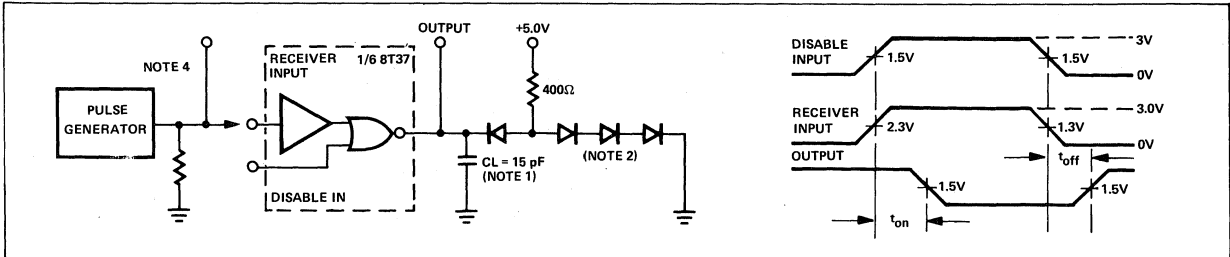 OUTPUT
+5.0V
NOTE 4
RECEIVER INPUT
1/6 8T37
400Ω
PULSE GENERATOR
CL = 15 pF
(NOTE 1)
(NOTE 2)
DISABLE IN
DISABLE INPUT
1.5V
1.5V
3V
0V
RECEIVER INPUT
2.3V
1.3V
3.0V
0V
OUTPUT
toff
1.5V
1.5V
ton